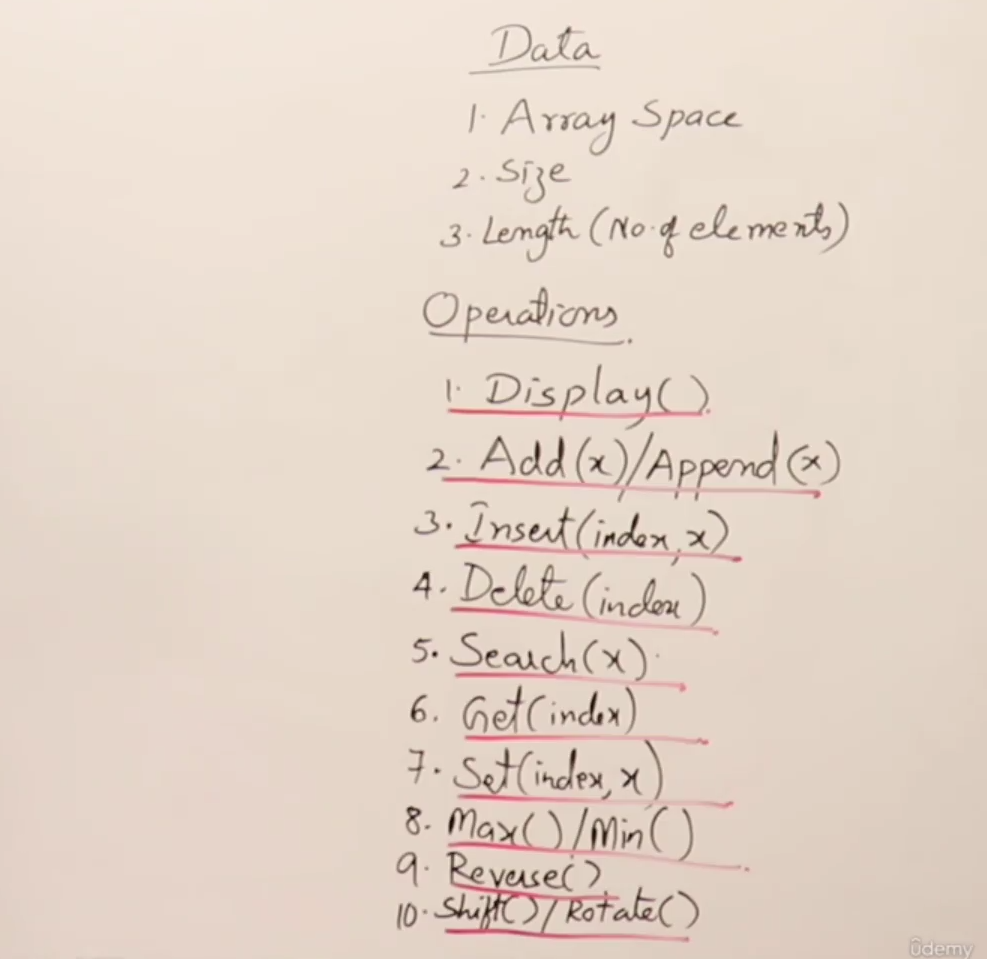 Data
1. Array Space
2. Size
3. Length (No. of elements)
Operations.
1. Display()
2. Add(x)/Append(x)
3. Insert(index, x)
4. Delete(index)
5. Search(x)
6. Get(index)
7. Set(index, x)
8. Max()/Min()
9. Reverse()
10. Shift()/Rotate()
ûdemy